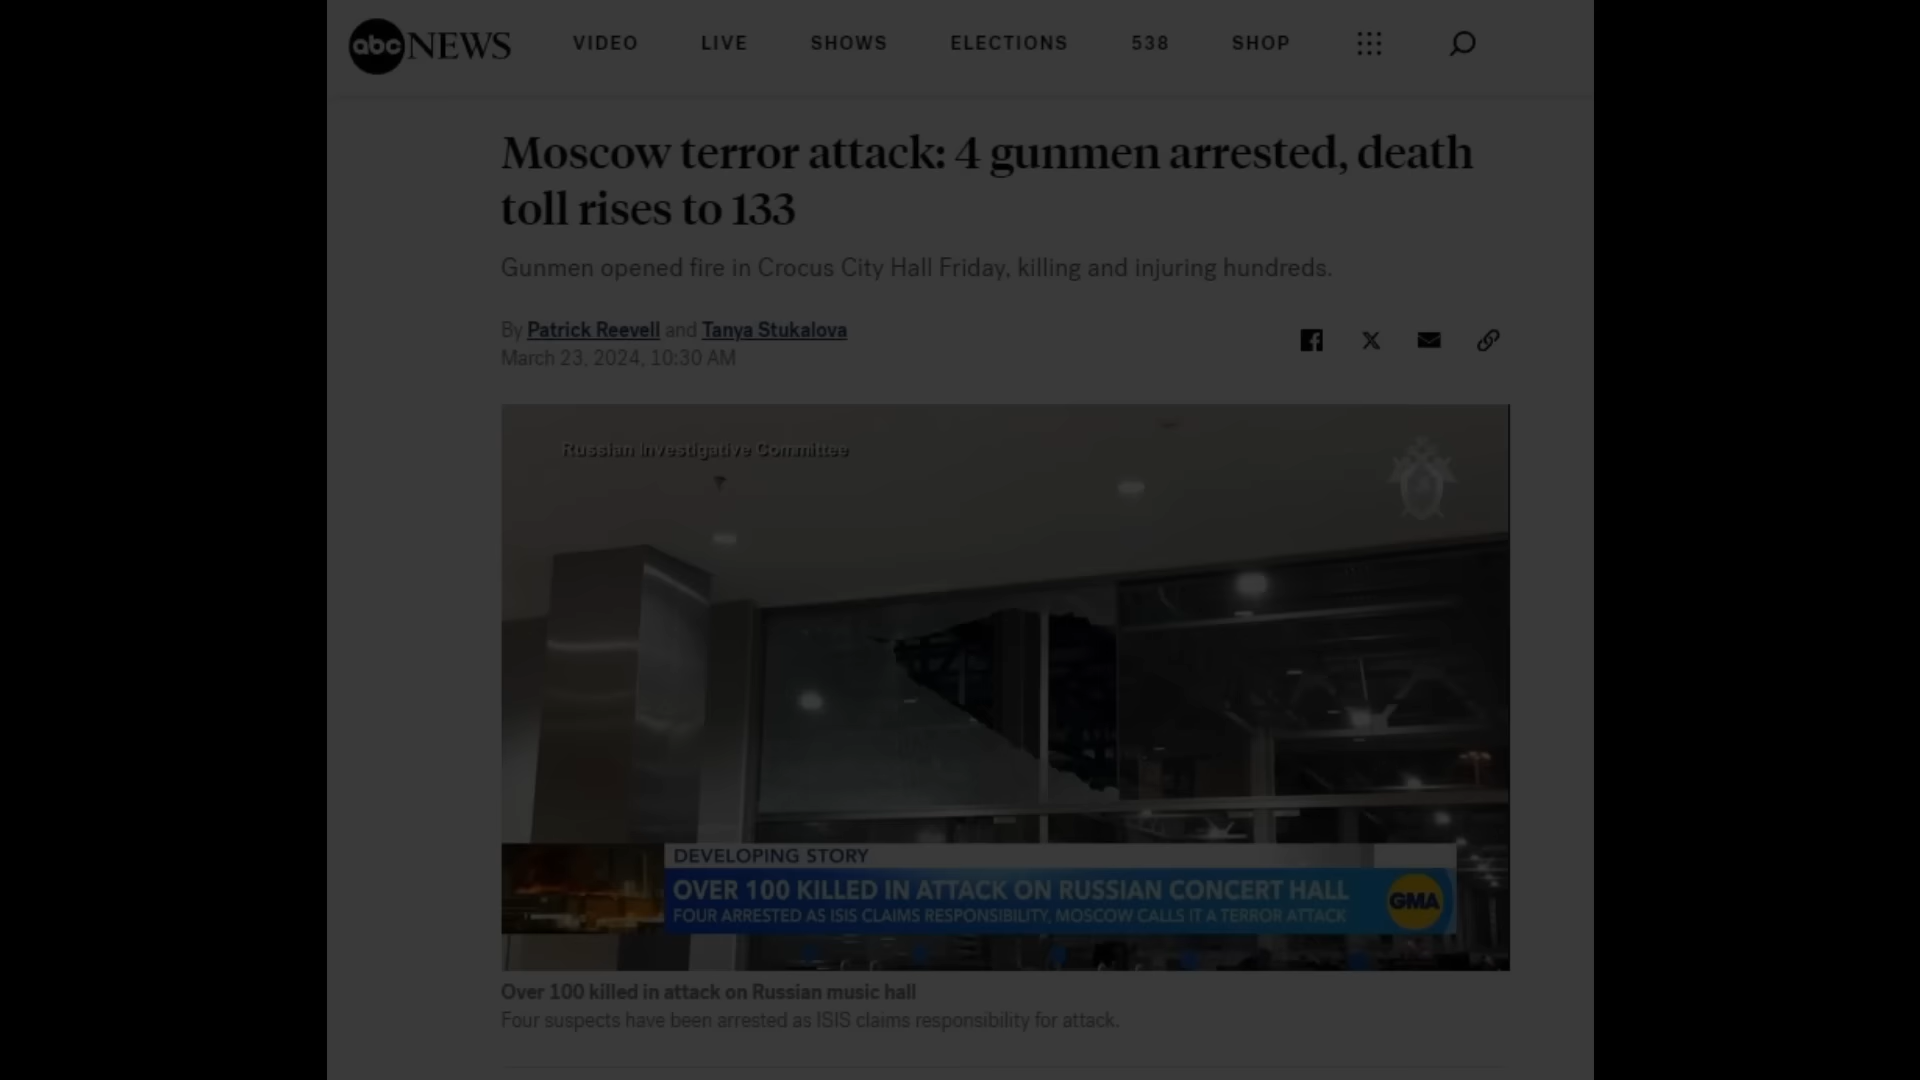 abc NEWS VIDEO LIVE SHOWS ELECTIONS 538 SHOP
Moscow terror attack: 4 gunmen arrested, death
toll rises to 133
Gunmen opened fire in Crocus City Hall Friday, killing and injuring hundreds.
By Patrick Reevell and Tanya Stukalova
March 23, 2024, 10:30 AM
Russian Investigative Committee
DEVELOPING STORY
OVER 100 KILLED IN ATTACK ON RUSSIAN CONCERT HALL
FOUR ARRESTED AS ISIS CLAIMS RESPONSIBILITY, MOSCOW CALLS IT A TERROR ATTACK
GMA
Over 100 killed in attack on Russian music hall
Four suspects have been arrested as ISIS claims responsibility for attack.